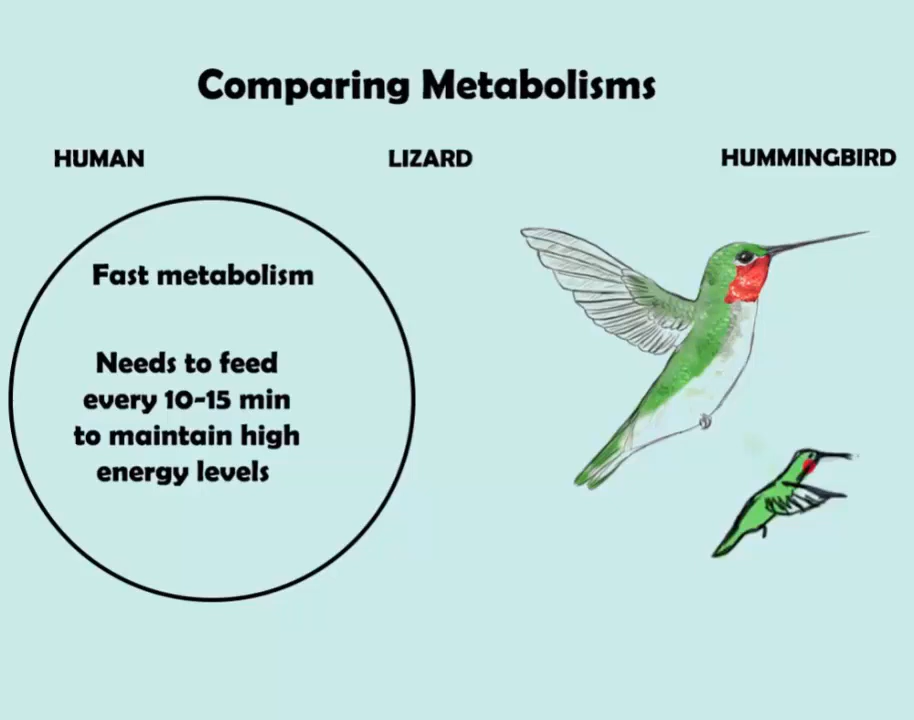 Comparing Metabolisms
HUMAN
LIZARD
HUMMINGBIRD
Fast metabolism
Needs to feed
every 10-15 min
to maintain high
energy levels